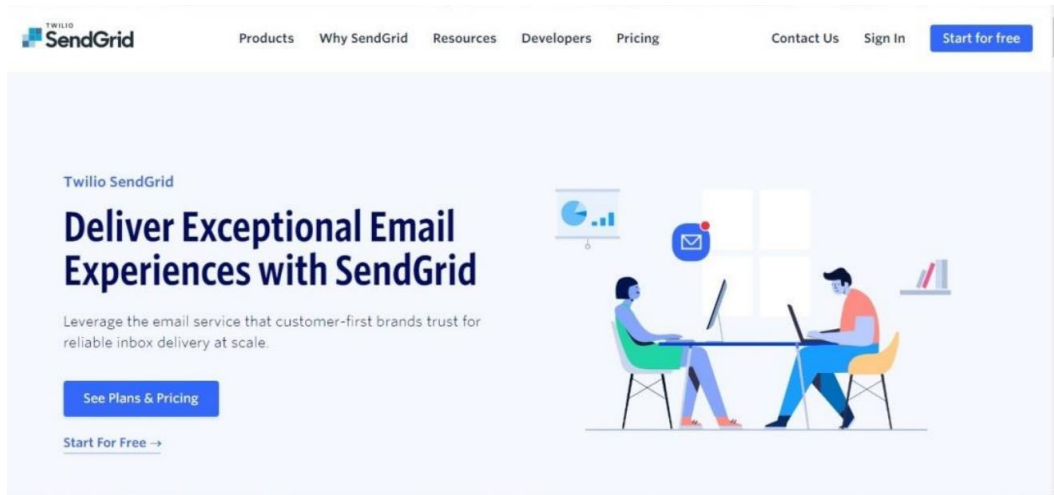 TWILIO
SendGrid
Products Why SendGrid Resources Developers Pricing Contact Us Sign In Start for free
Twilio SendGrid
Deliver Exceptional Email
Experiences with SendGrid
Leverage the email service that customer-first brands trust for
reliable inbox delivery at scale.
See Plans & Pricing
Start For Free →